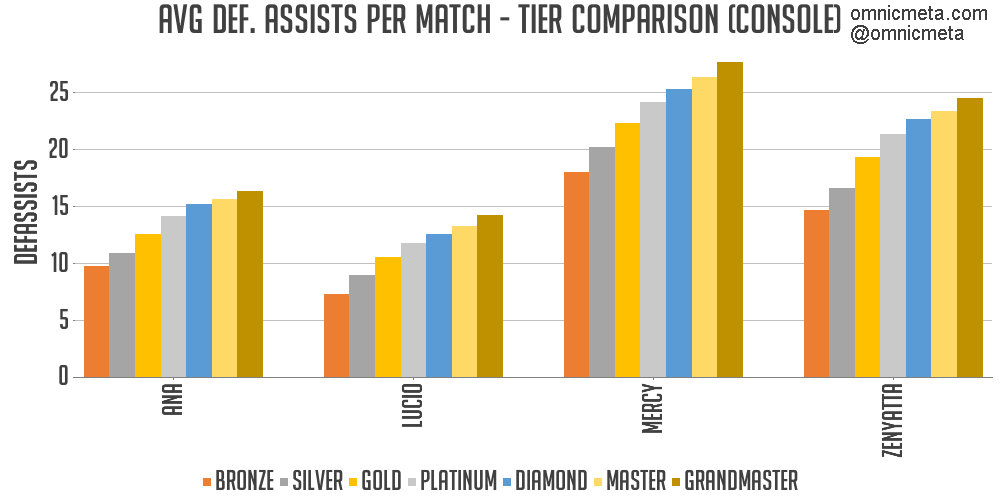 AVG DEF. ASSISTS PER MATCH - TIER COMPARISON (CONSOLE)
omnicmeta.com
@omnicmeta
DEFASSISTS
25
20
15
10
5
0
ANA
LUCIO
MERCY
ZENYATTA
BRONZE SILVER GOLD PLATINUM DIAMOND MASTER GRANDMASTER